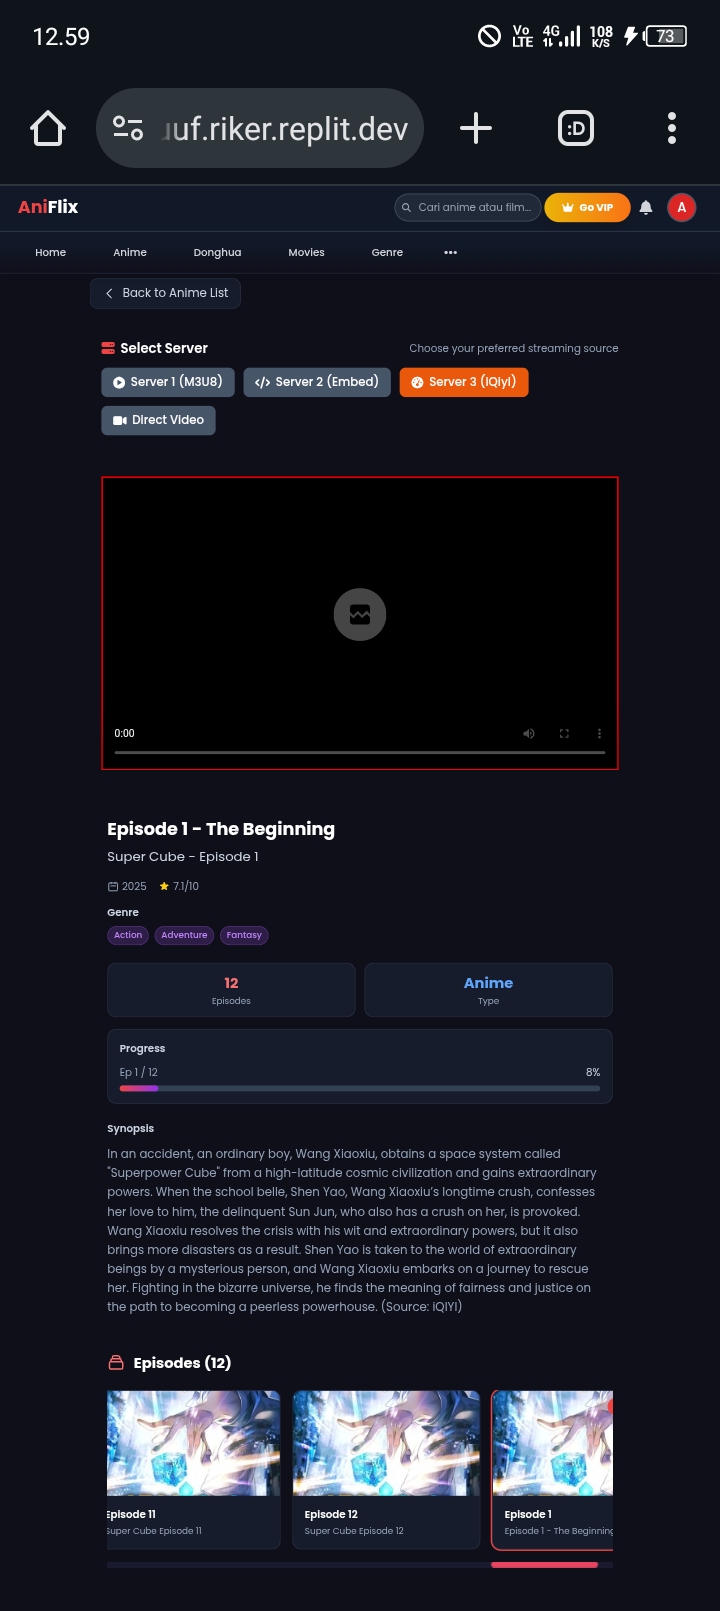 12.59
Vo LTE 4G 108 K/S 73
uf.riker.replit.dev
:D
AniFlix
Cari anime atau film...
Go VIP
A
Home Anime Donghua Movies Genre •••
Back to Anime List
Select Server
Choose your preferred streaming source
Server 1 (M3U8) Server 2 (Embed) Server 3 (IQiyi)
Direct Video
0:00
Episode 1 - The Beginning
Super Cube - Episode 1
2025 7.1/10
Genre
Action Adventure Fantasy
12 Anime
Episodes Type
Progress
Ep 1 / 12 8%
Synopsis
In an accident, an ordinary boy, Wang Xiaoxiu, obtains a space system called
"Superpower Cube" from a high-latitude cosmic civilization and gains extraordinary
powers. When the school belle, Shen Yao, Wang Xiaoxiu's longtime crush, confesses
her love to him, the delinquent Sun Jun, who also has a crush on her, is provoked.
Wang Xiaoxiu resolves the crisis with his wit and extraordinary powers, but it also
brings more disasters as a result. Shen Yao is taken to the world of extraordinary
beings by a mysterious person, and Wang Xiaoxiu embarks on a journey to rescue
her. Fighting in the bizarre universe, he finds the meaning of fairness and justice on
the path to becoming a peerless powerhouse. (Source: iQIYI)
Episodes (12)
Episode 11 Episode 12 Episode 1
Super Cube Episode 11 Super Cube Episode 12 Episode 1 - The Beginning